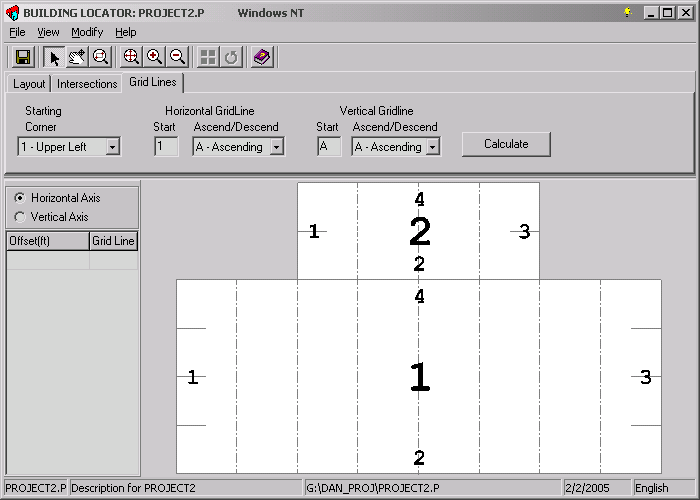 BUILDING LOCATOR: PROJECT2.P Windows NT
File View Modify Help
Layout Intersections Grid Lines
Starting Corner
1 - Upper Left
Horizontal GridLine
Start Ascend/Descend
1 A - Ascending
Vertical Gridline
Start Ascend/Descend
A A - Ascending
Calculate
Horizontal Axis
Vertical Axis
Offset(ft) Grid Line
4
1 2 3
2
4
1 1 3
2
PROJECT2.P Description for PROJECT2 G:\DAN_PROJ\PROJECT2.P 2/2/2005 English